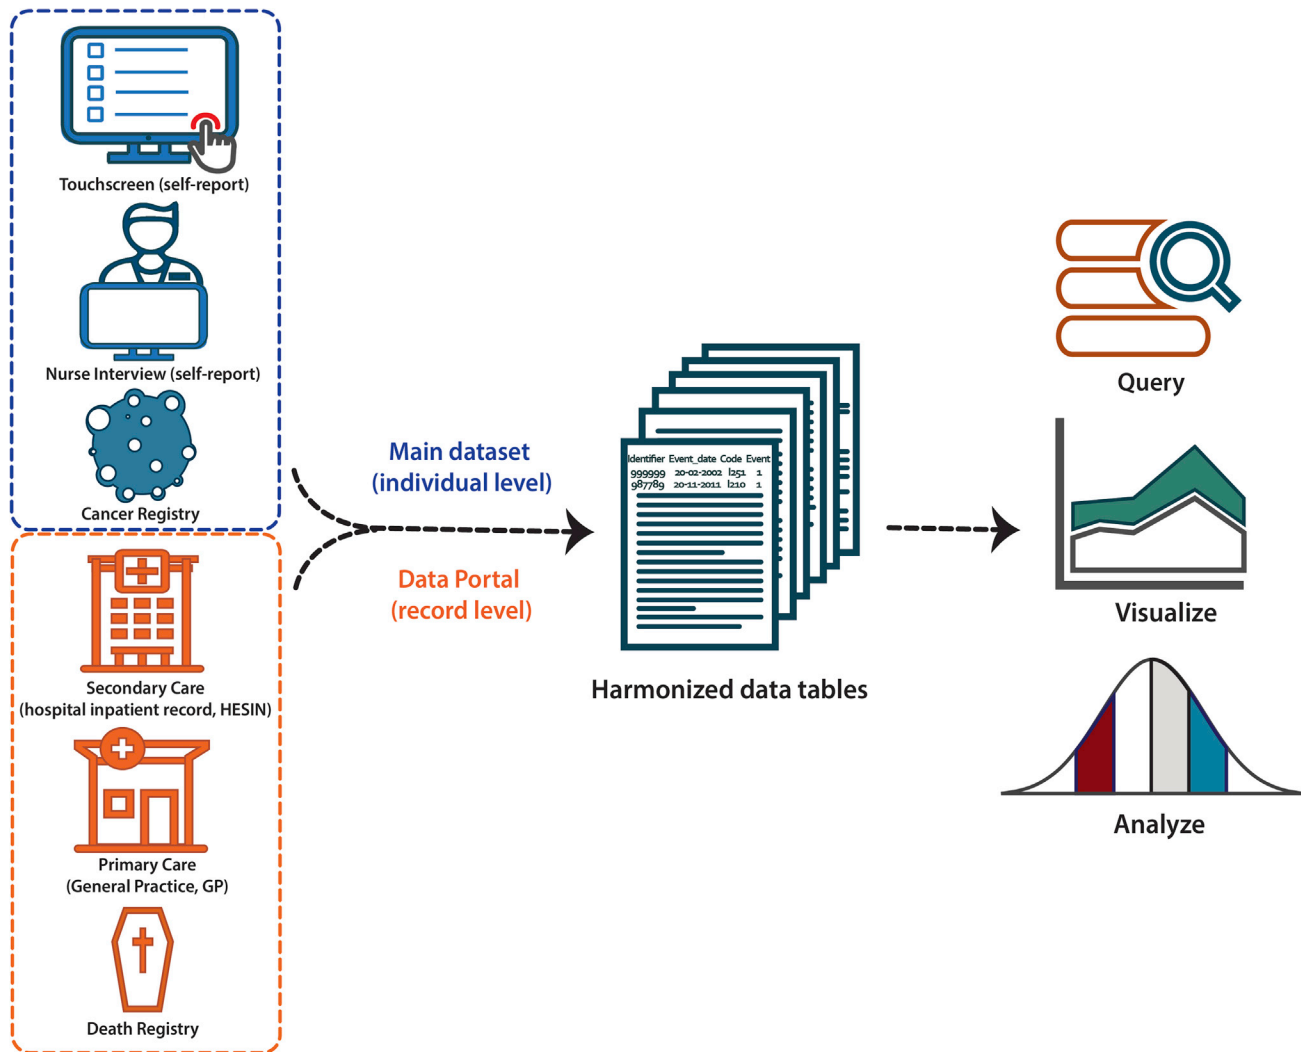 Touchscreen (self-report)
Nurse Interview (self-report)
Cancer Registry
Secondary Care
(hospital inpatient record, HESIN)
Primary Care
(General Practice, GP)
Death Registry
Main dataset
(individual level)
Data Portal
(record level)
Identifier Event_date Code Event
999999 20-02-2002 I251 1
987789 20-11-2011 I210 1
Harmonized data tables
Query
Visualize
Analyze